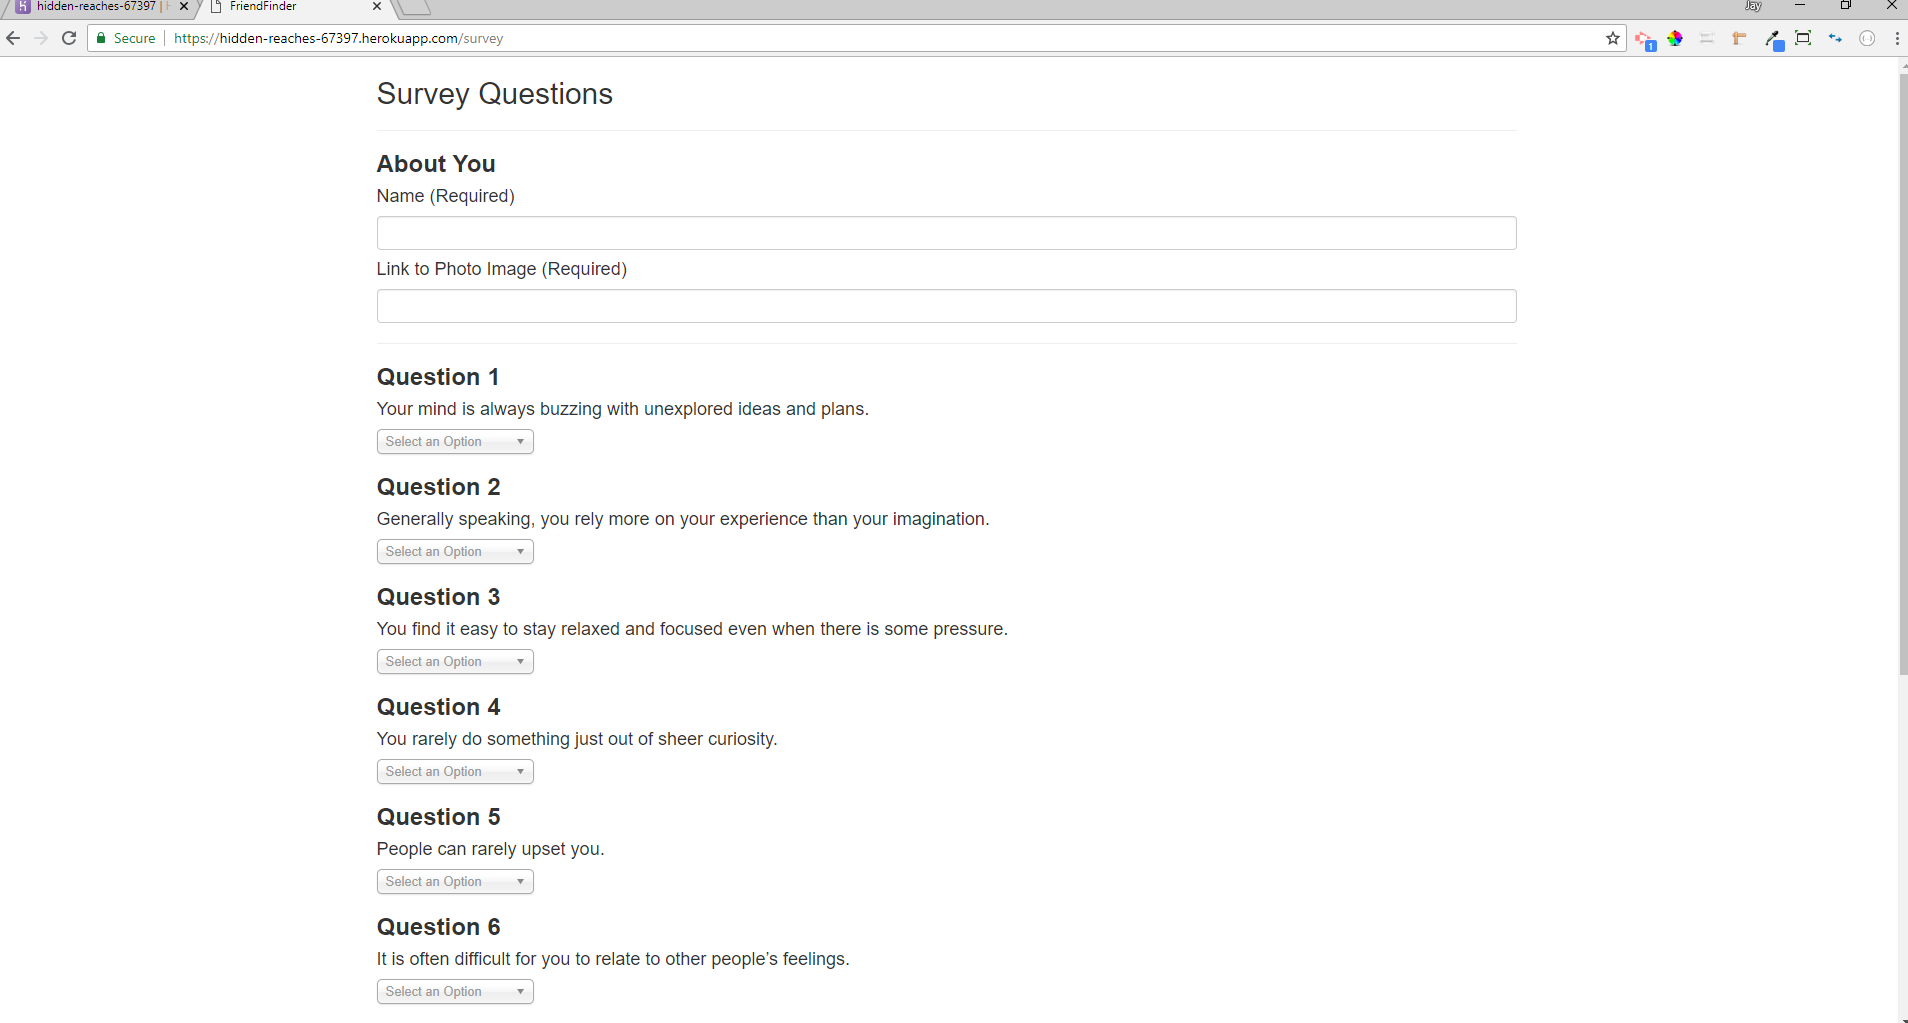 hidden-reaches-67397 |
FriendFinder
Jay
Secure
https://hidden-reaches-67397.herokuapp.com/survey
1
Survey Questions
About You
Name (Required)
Link to Photo Image (Required)
Question 1
Your mind is always buzzing with unexplored ideas and plans.
Select an Option
Question 2
Generally speaking, you rely more on your experience than your imagination.
Select an Option
Question 3
You find it easy to stay relaxed and focused even when there is some pressure.
Select an Option
Question 4
You rarely do something just out of sheer curiosity.
Select an Option
Question 5
People can rarely upset you.
Select an Option
Question 6
It is often difficult for you to relate to other people’s feelings.
Select an Option